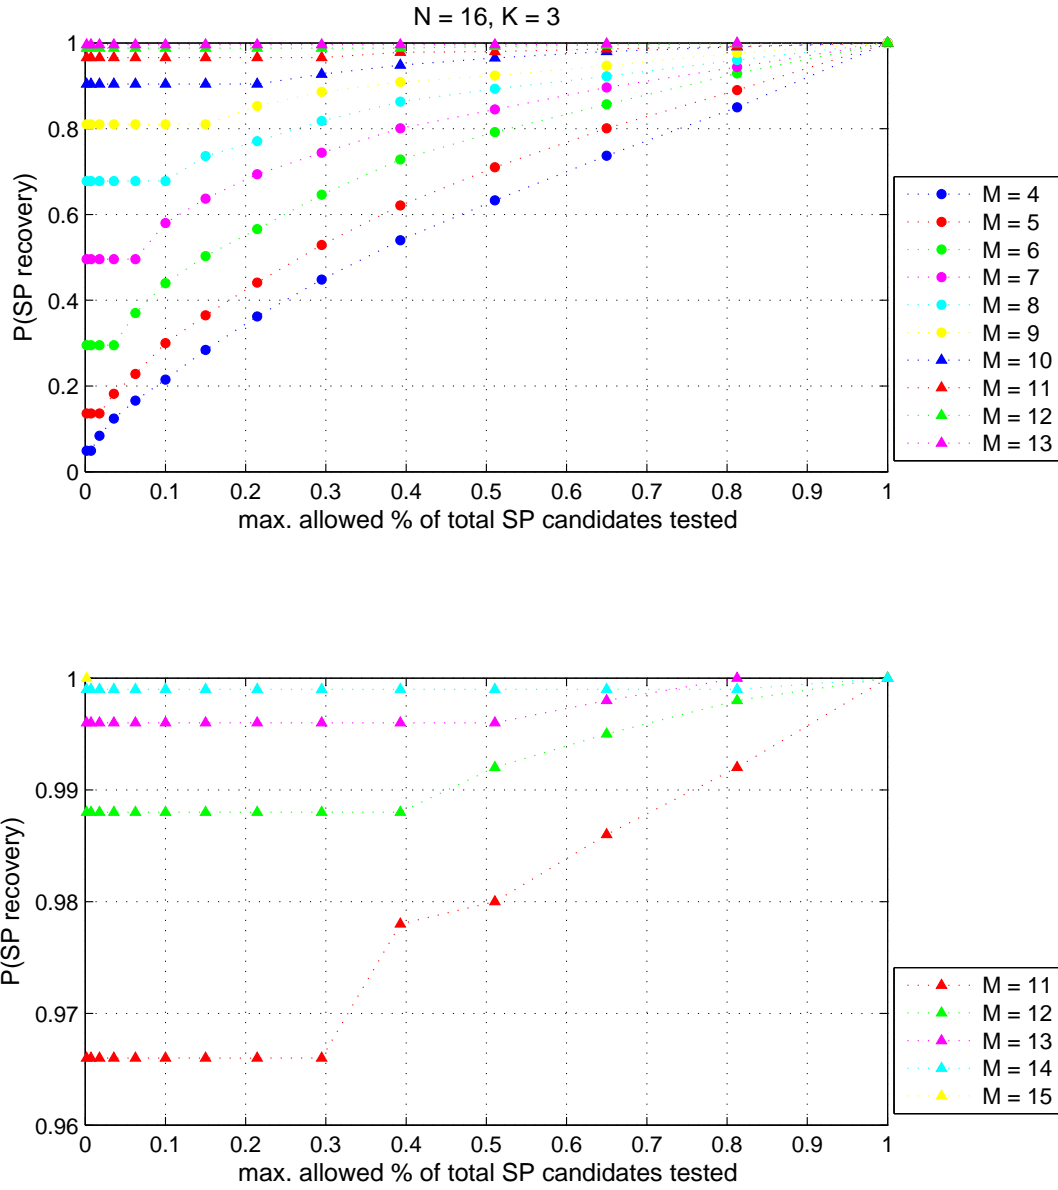 N = 16, K = 3
P(SP recovery)
1
0.8
0.6
0.4
0.2
0
0 0.1 0.2 0.3 0.4 0.5 0.6 0.7 0.8 0.9 1
max. allowed % of total SP candidates tested
M = 4
M = 5
M = 6
M = 7
M = 8
M = 9
M = 10
M = 11
M = 12
M = 13
P(SP recovery)
1
0.99
0.98
0.97
0.96
0 0.1 0.2 0.3 0.4 0.5 0.6 0.7 0.8 0.9 1
max. allowed % of total SP candidates tested
M = 11
M = 12
M = 13
M = 14
M = 15